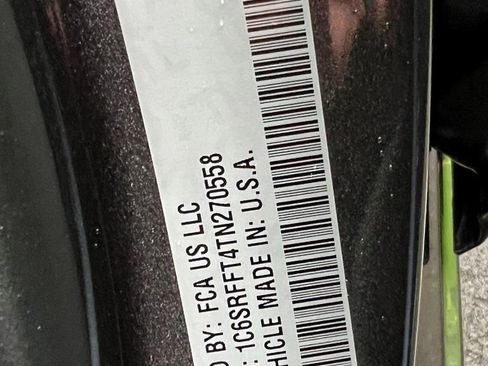 D BY: FCA US LLC
: 1C6SRFFT4TN270558
HICLE MADE IN: U.S.A.